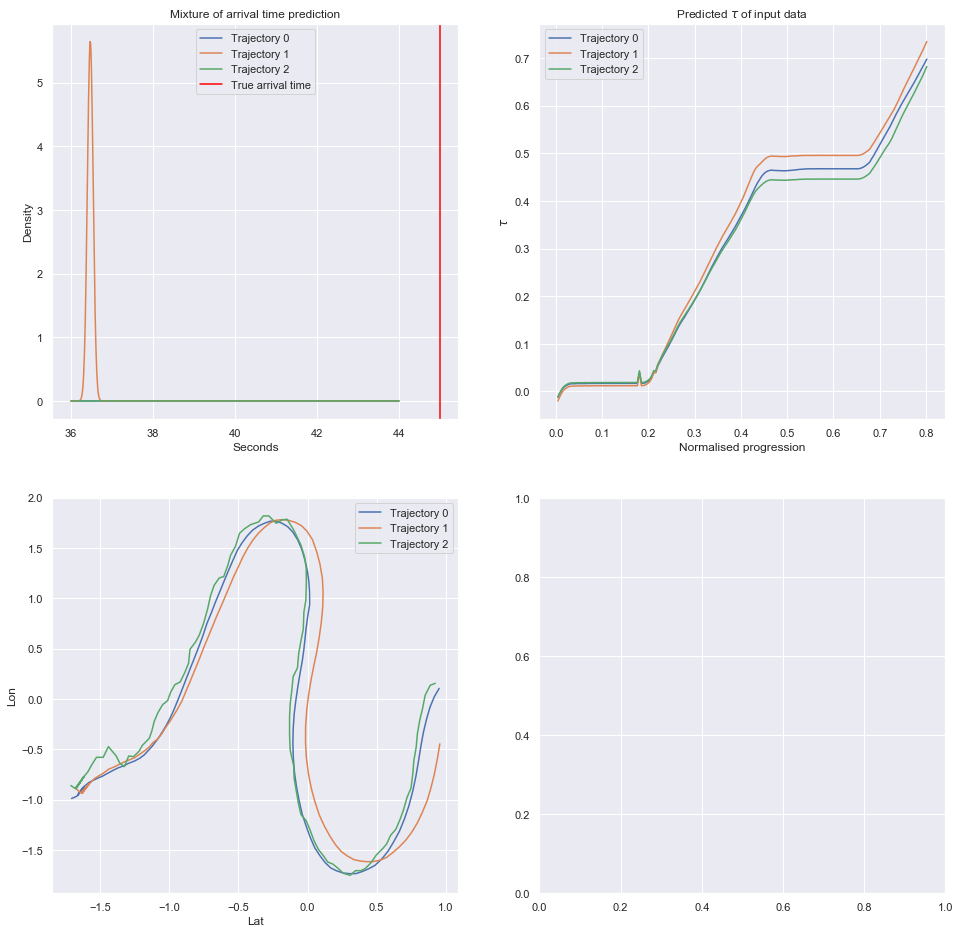 Mixture of arrival time prediction
Trajectory 0
Trajectory 1
Trajectory 2
True arrival time
5
4
3
2
1
0
Density
36 38 40 42 44
Seconds
Predicted τ of input data
Trajectory 0
Trajectory 1
Trajectory 2
0.7
0.6
0.5
0.4
0.3
0.2
0.1
0.0
τ
0.0 0.1 0.2 0.3 0.4 0.5 0.6 0.7 0.8
Normalised progression
Trajectory 0
Trajectory 1
Trajectory 2
2.0
1.5
1.0
0.5
0.0
−0.5
−1.0
−1.5
Lon
−1.5 −1.0 −0.5 0.0 0.5 1.0
Lat
1.0
0.8
0.6
0.4
0.2
0.0
0.0 0.2 0.4 0.6 0.8 1.0